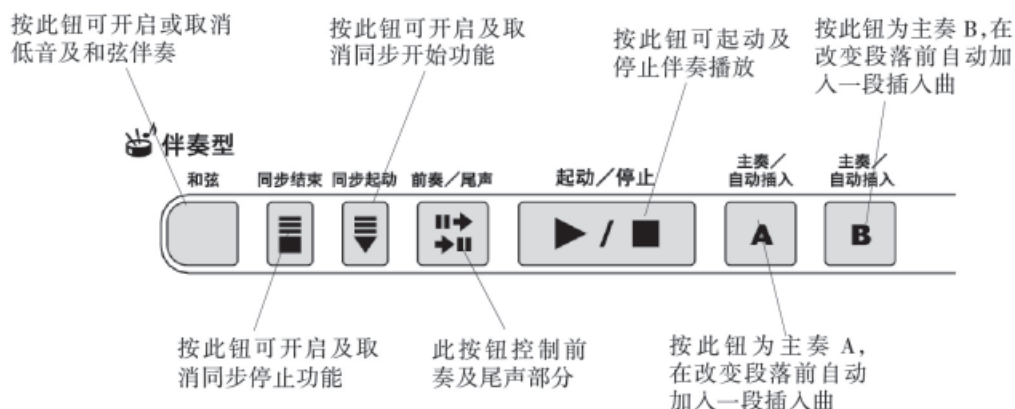 按此钮可开启或取消
低音及和弦伴奏
按此钮可开启及取
消同步开始功能
按此钮可起动及
停止伴奏播放
按此钮为主奏 B,在
改变段落前自动加
入一段插入曲
伴奏型
和弦
同步结束
同步起动
前奏/尾声
起动/停止
主奏/
自动插入
主奏/
自动插入
/
A
B
按此钮可开启及取
消同步停止功能
此按钮控制前
奏及尾声部分
按此钮为主奏 A,
在改变段落前自动
加入一段插入曲